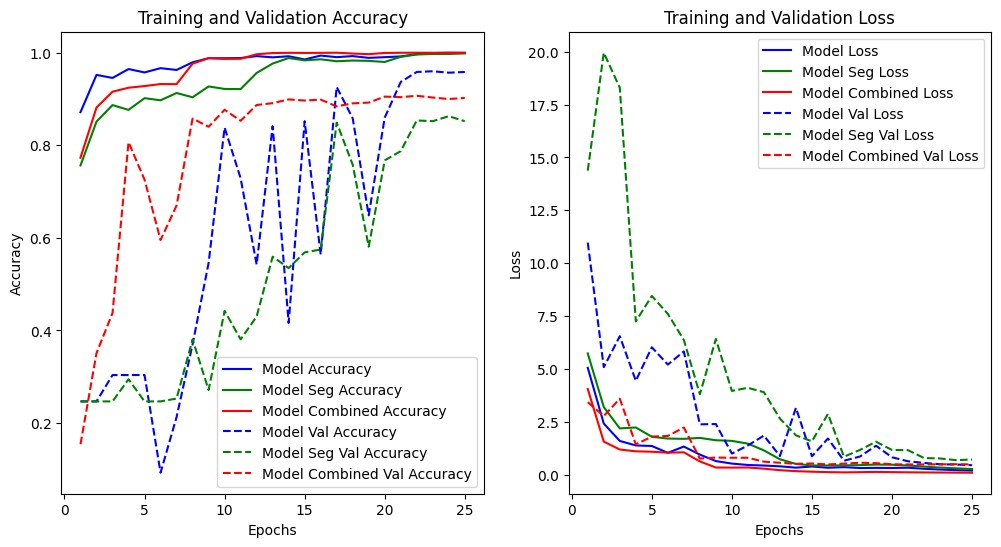 Training and Validation Accuracy
1.0
0.8
0.6
0.4
0.2
Accuracy
0
5
10
15
20
25
Epochs
Model Accuracy
Model Seg Accuracy
Model Combined Accuracy
Model Val Accuracy
Model Seg Val Accuracy
Model Combined Val Accuracy
Training and Validation Loss
20.0
17.5
15.0
12.5
10.0
7.5
5.0
2.5
0.0
Loss
0
5
10
15
20
25
Epochs
Model Loss
Model Seg Loss
Model Combined Loss
Model Val Loss
Model Seg Val Loss
Model Combined Val Loss